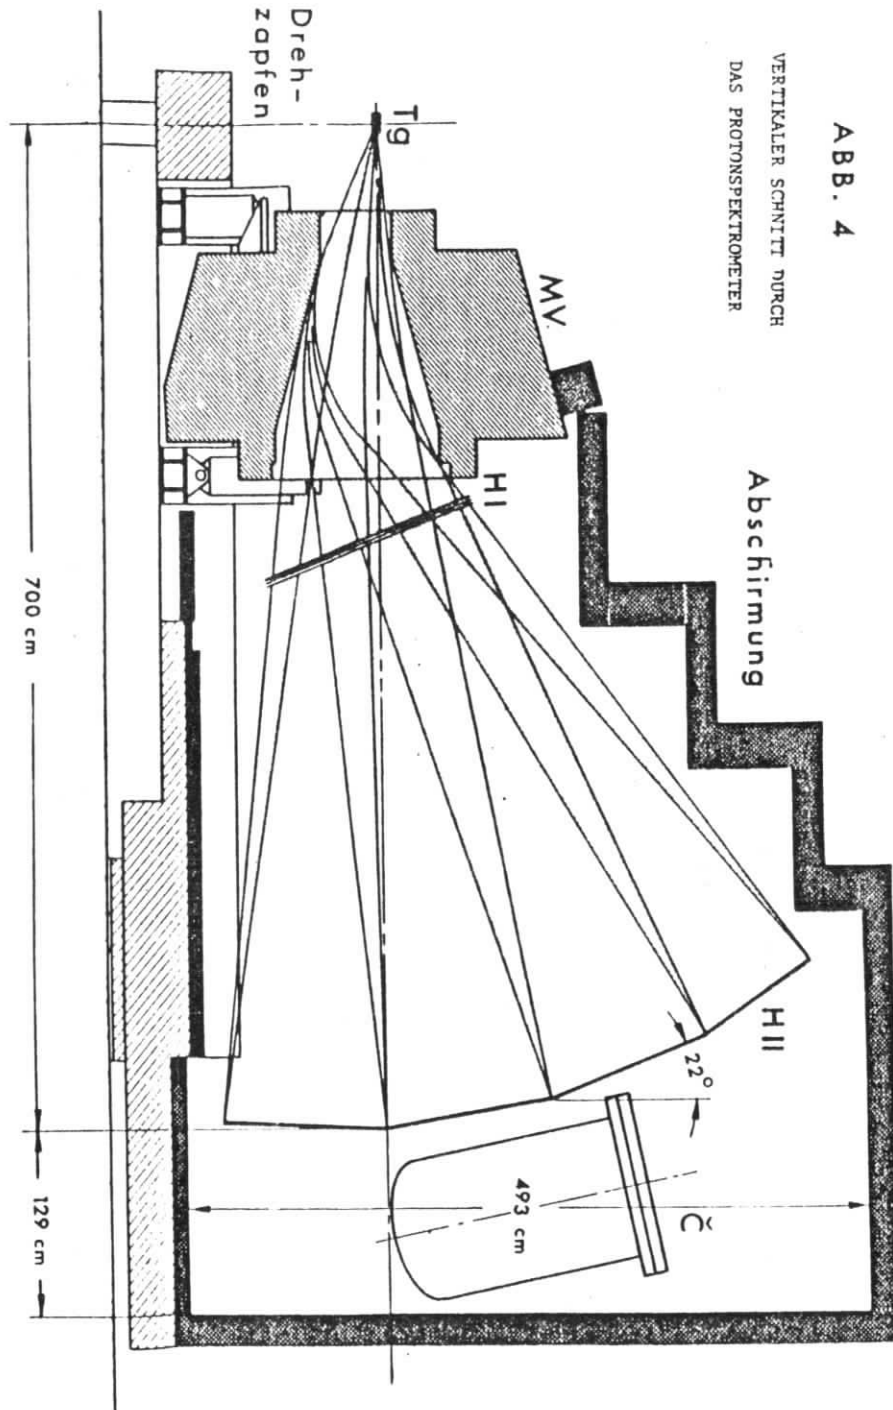 ABB. 4
VERTIKALER SCHNITT DURCH
DAS PROTONSPEKTROMETER
Abschirmung
MV
HI
HII
22°
Tg
Dreh-
zapfen
Č
493 cm
700 cm
129 cm